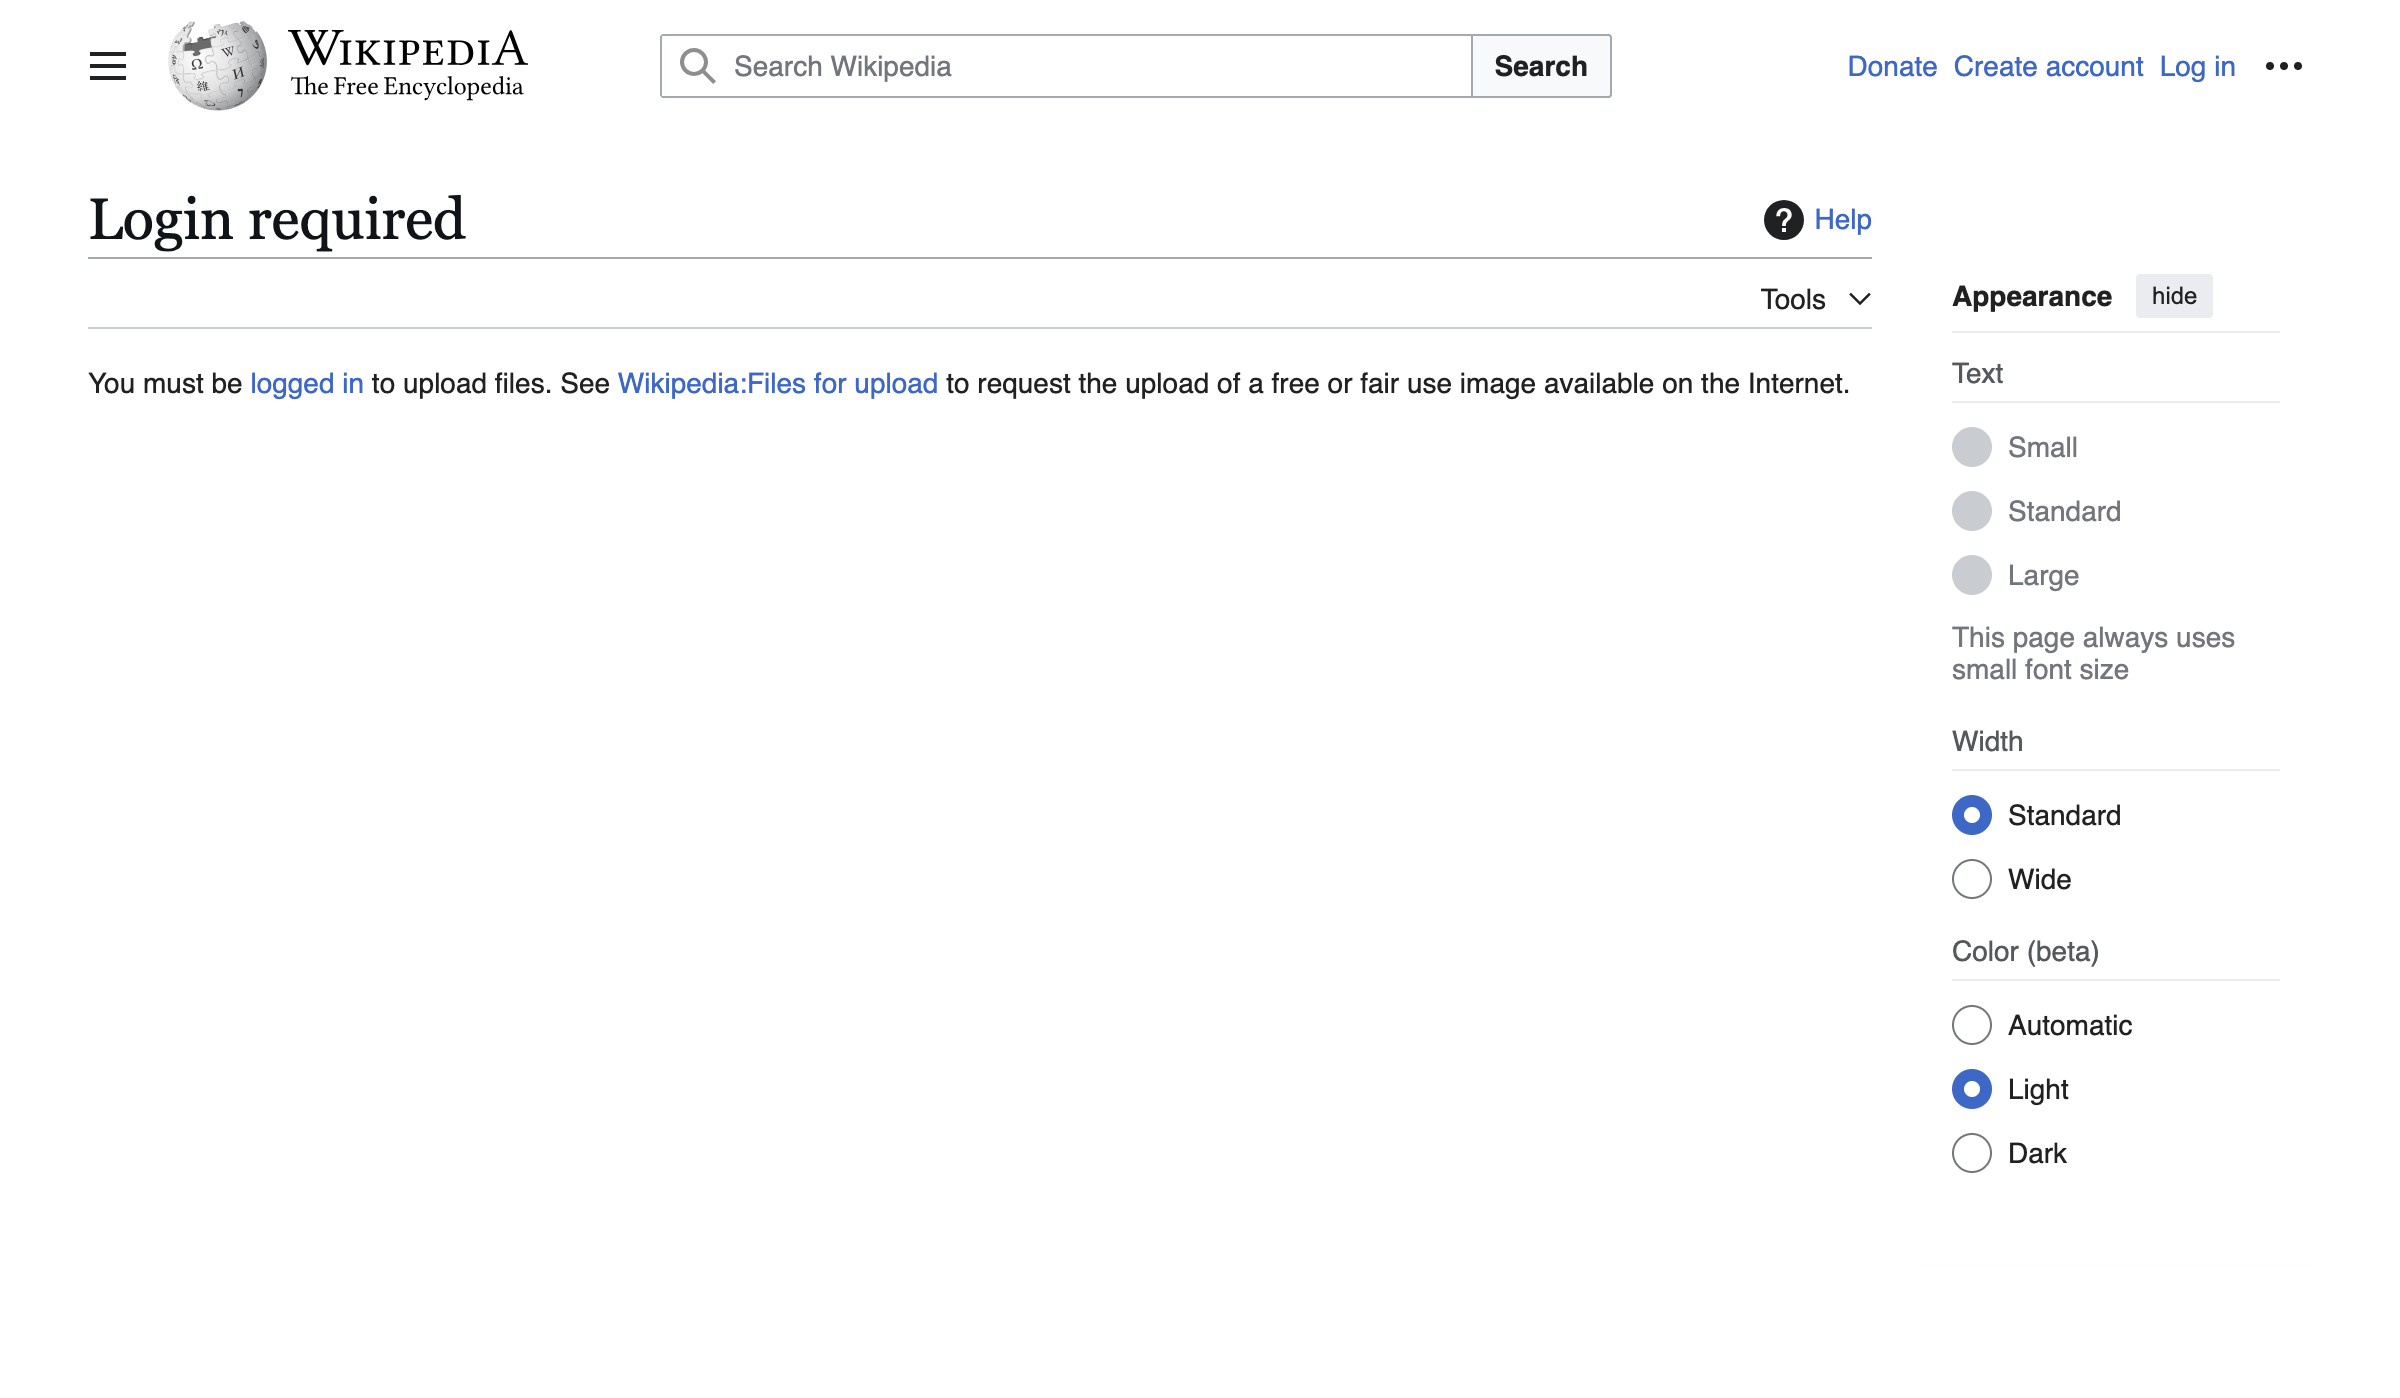 WIKIPEDIA
The Free Encyclopedia
Search Wikipedia
Search
Donate Create account Log in
Login required
Help
Tools
You must be logged in to upload files. See Wikipedia:Files for upload to request the upload of a free or fair use image available on the Internet.
Appearance hide
Text
Small
Standard
Large
This page always uses
small font size
Width
Standard
Wide
Color (beta)
Automatic
Light
Dark